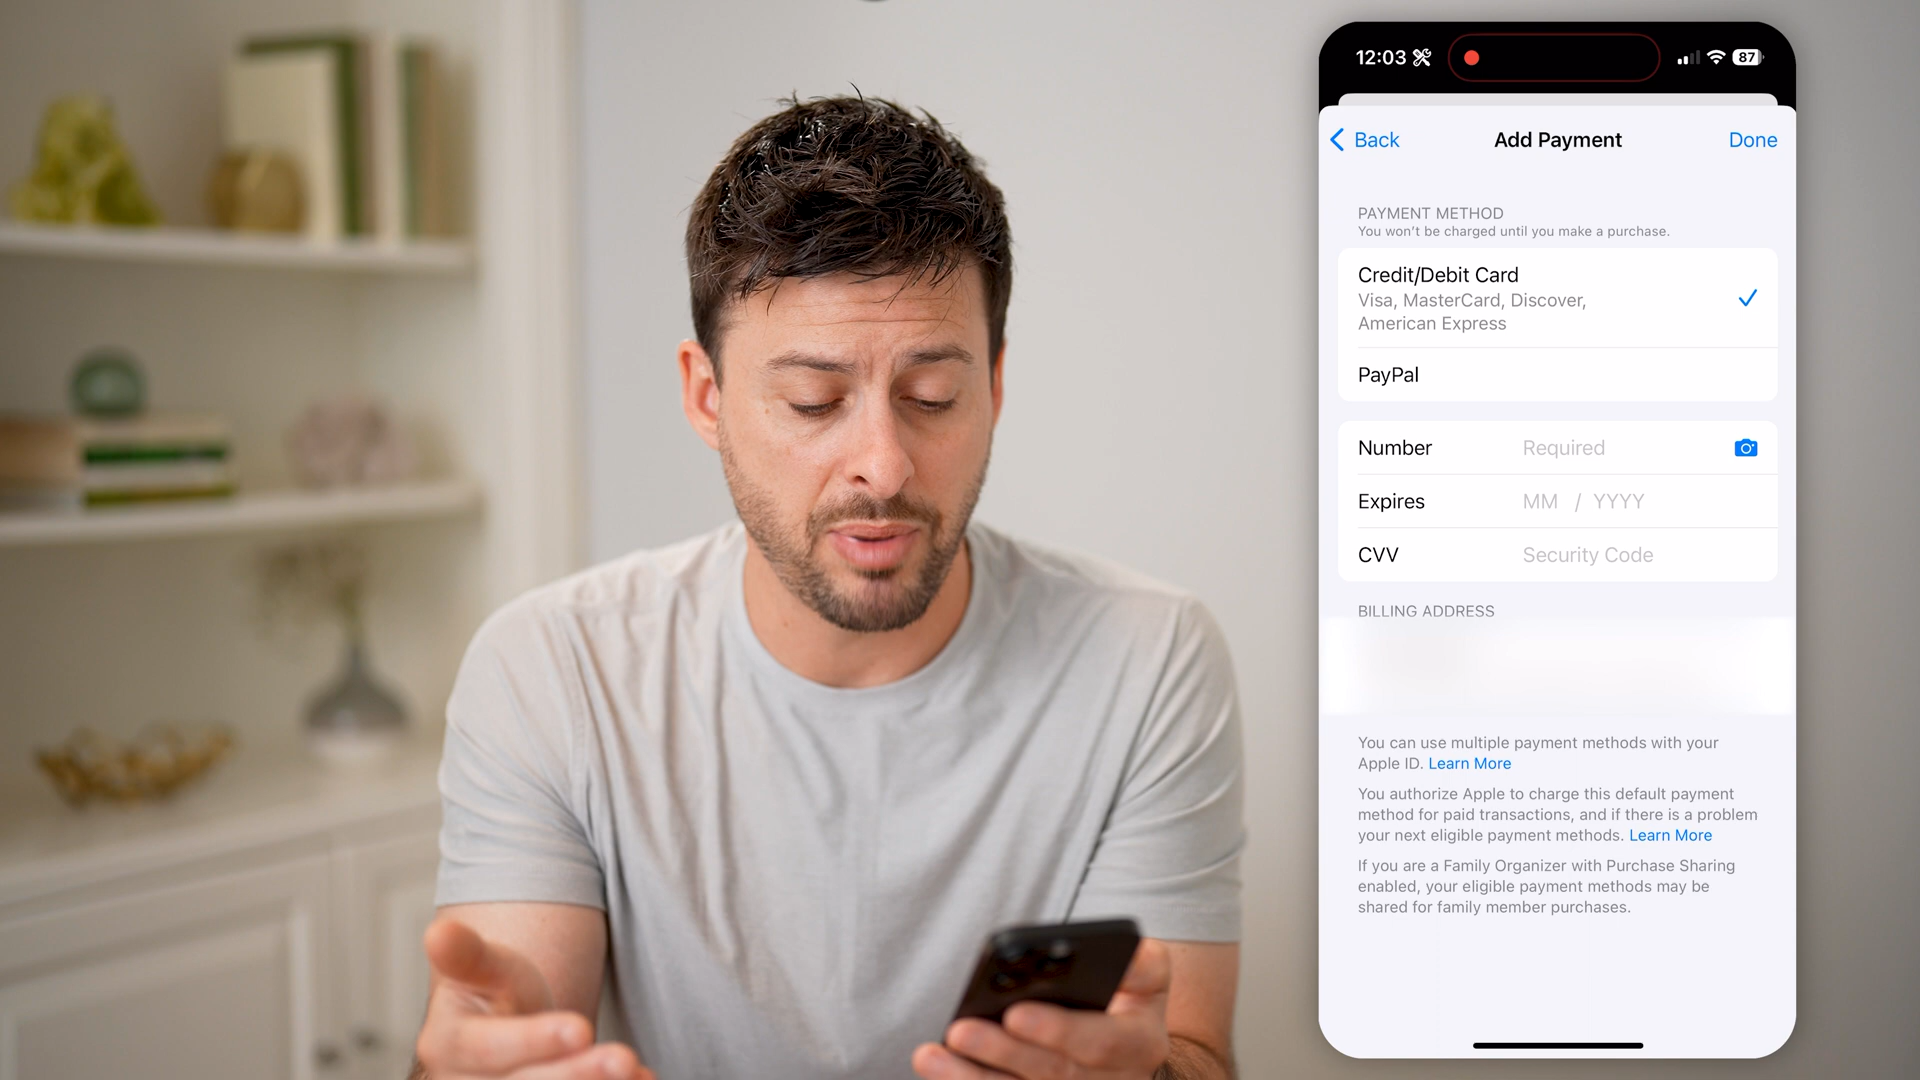 12:03
87
Back
Add Payment
Done
PAYMENT METHOD
You won't be charged until you make a purchase.
Credit/Debit Card
Visa, MasterCard, Discover,
American Express
PayPal
Number
Required
Expires
MM / YYYY
CVV
Security Code
BILLING ADDRESS
You can use multiple payment methods with your
Apple ID. Learn More
You authorize Apple to charge this default payment
method for paid transactions, and if there is a problem
your next eligible payment methods. Learn More
If you are a Family Organizer with Purchase Sharing
enabled, your eligible payment methods may be
shared for family member purchases.